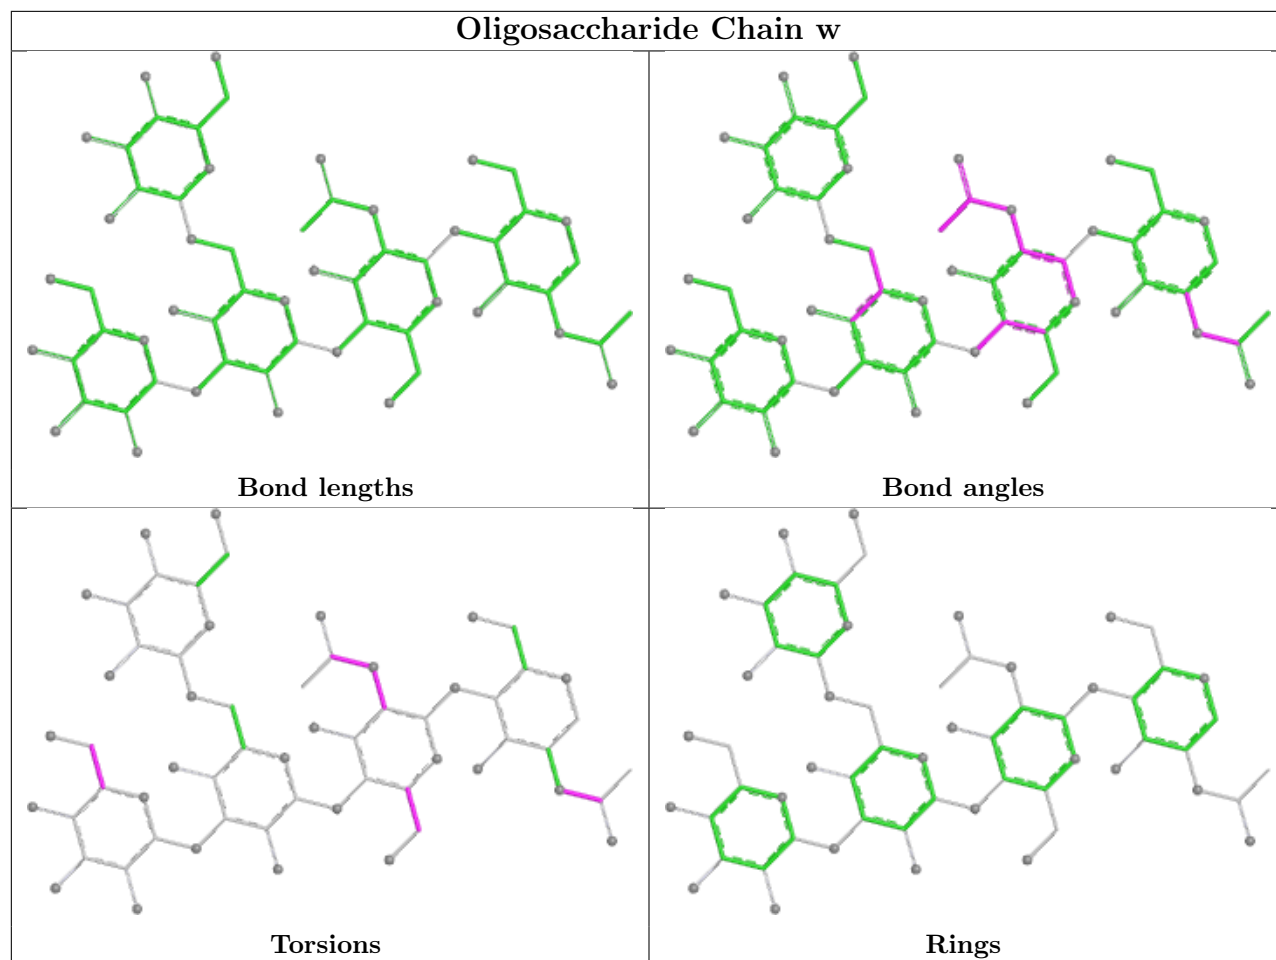 Oligosaccharide Chain w
Bond lengths
Bond angles
Torsions
Rings